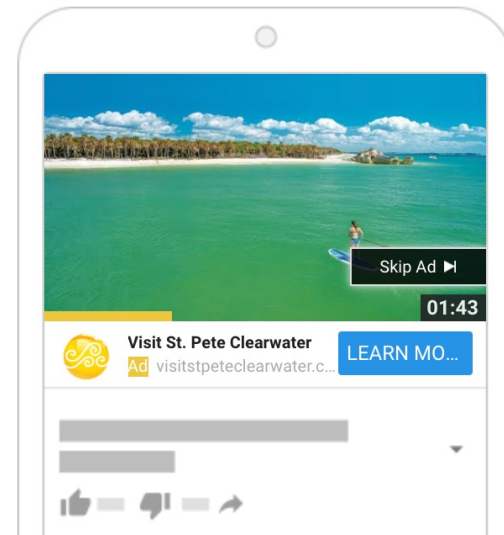 Skip Ad
01:43
Visit St. Pete Clearwater
LEARN MO...
Ad visitstpeteclearwater.c...